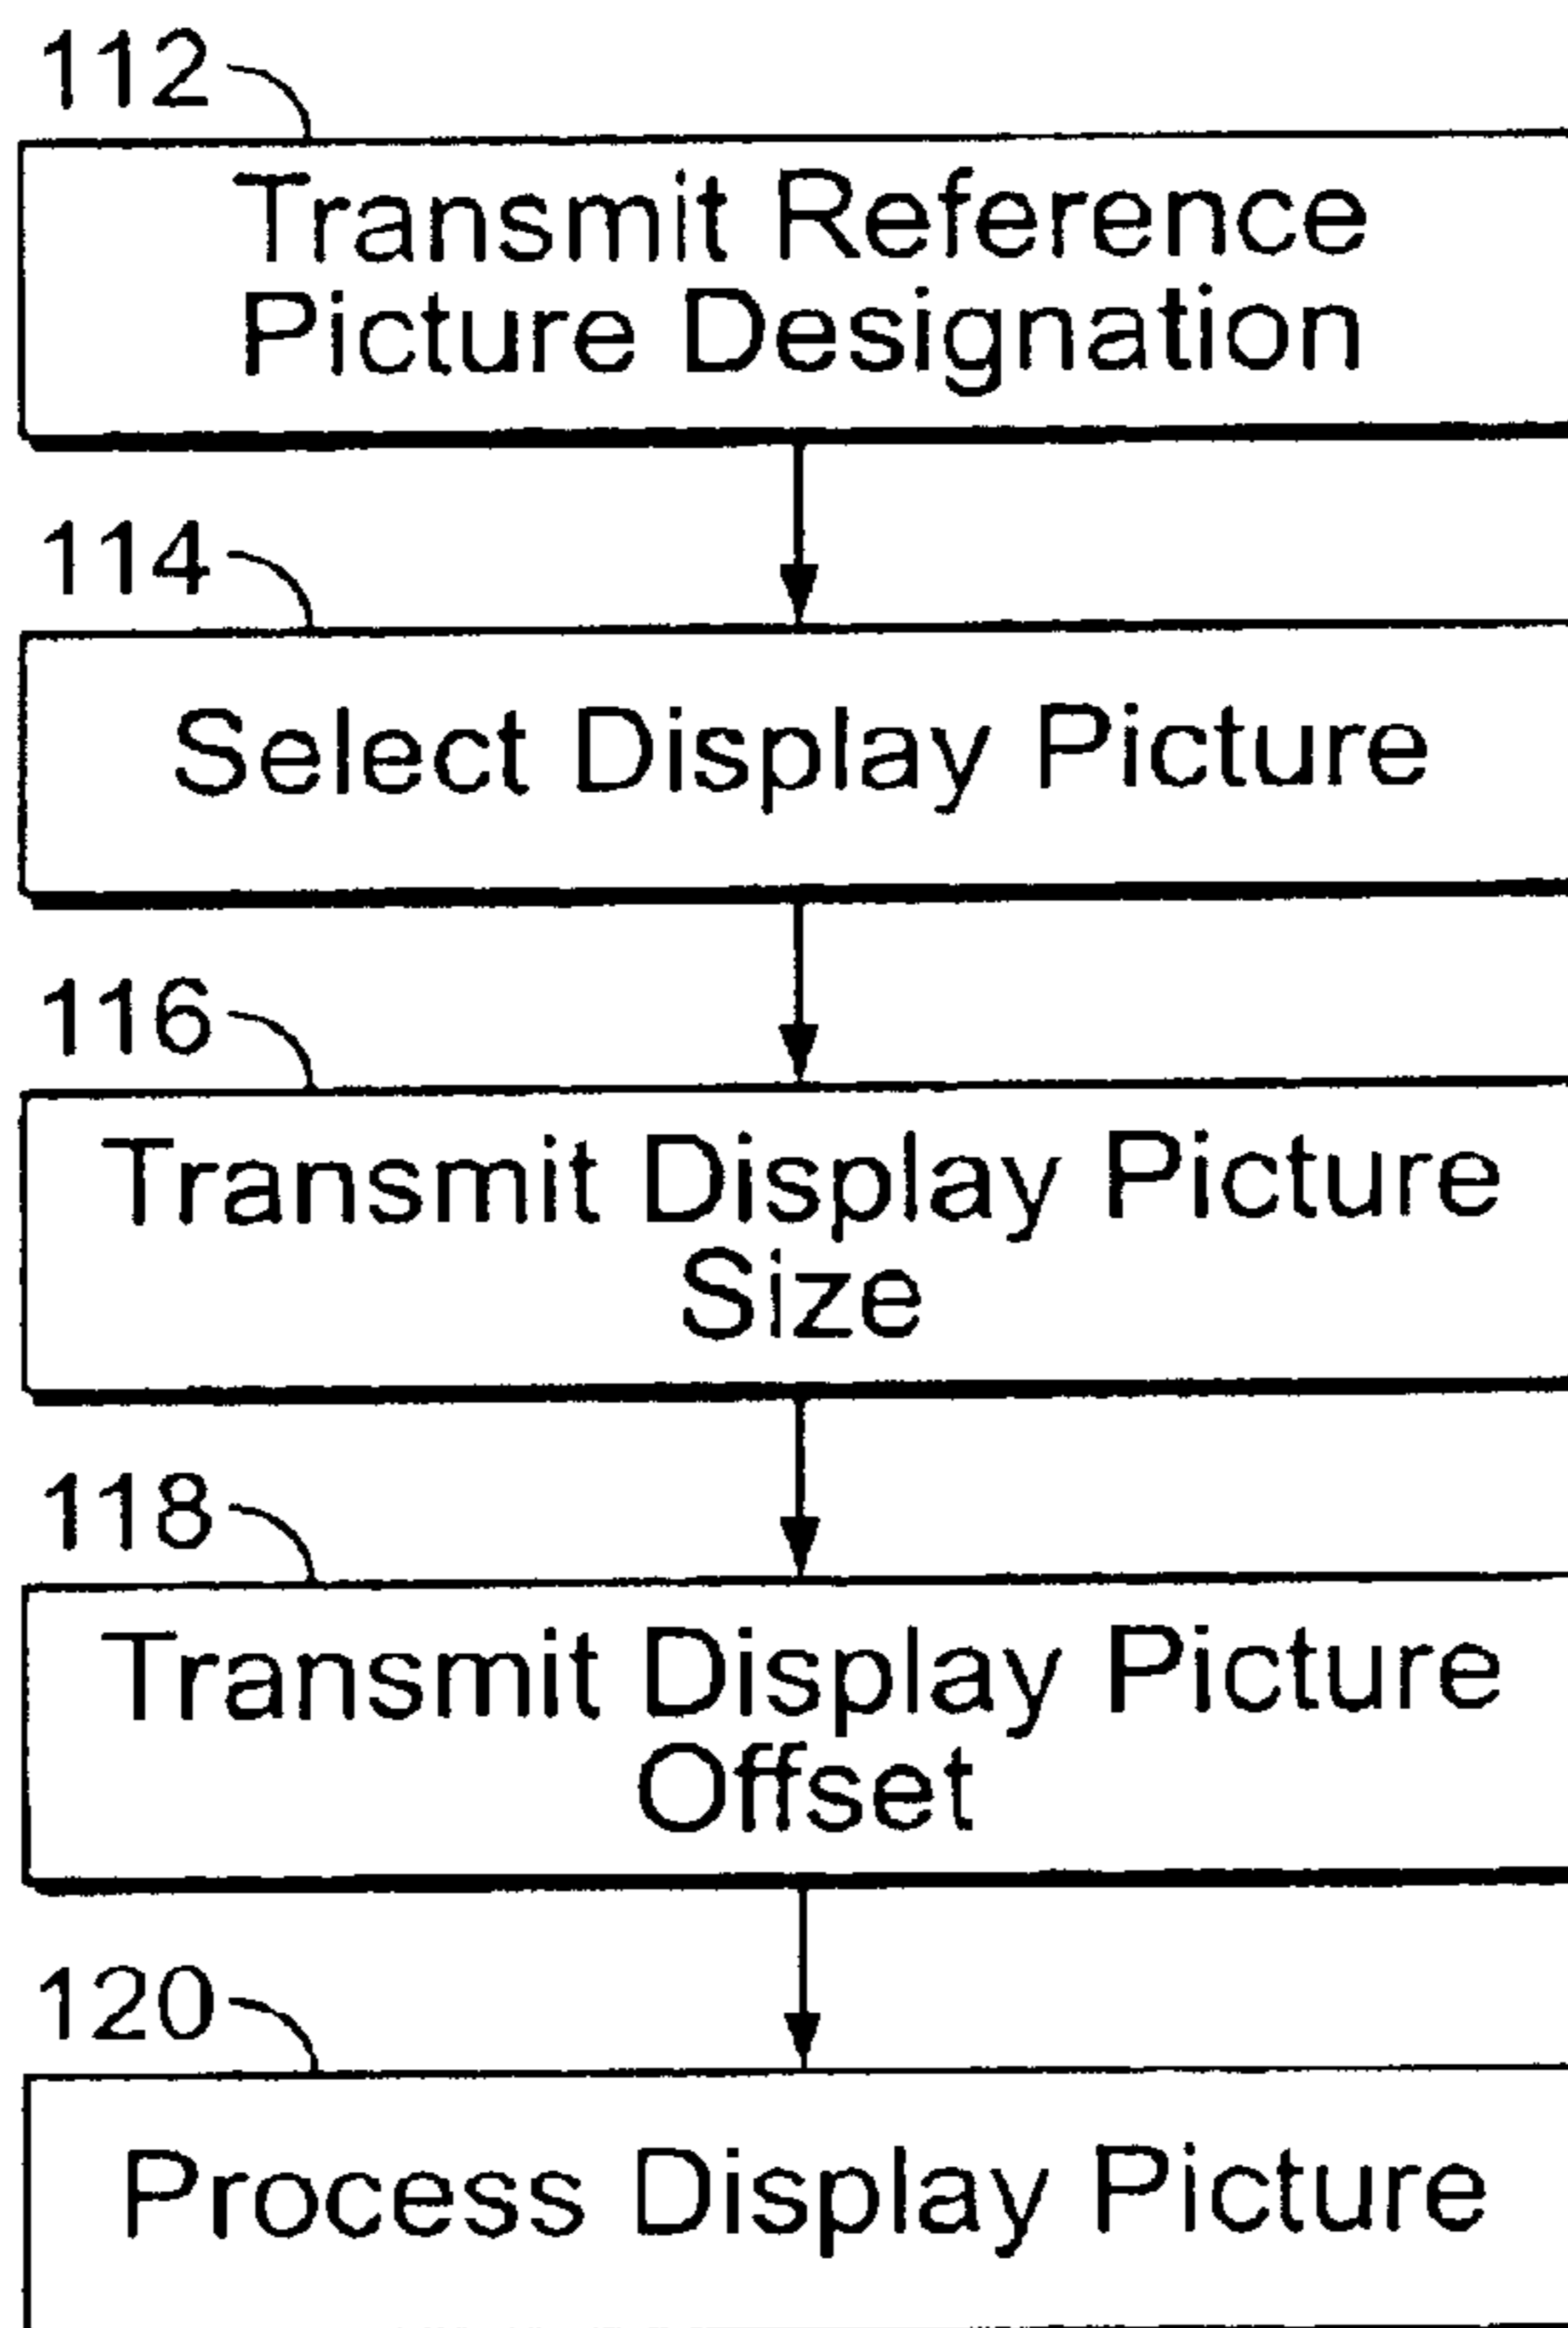 112
Transmit Reference
Picture Designation
114
Select Display Picture
116
Transmit Display Picture
Size
118
Transmit Display Picture
Offset
120
Process Display Picture